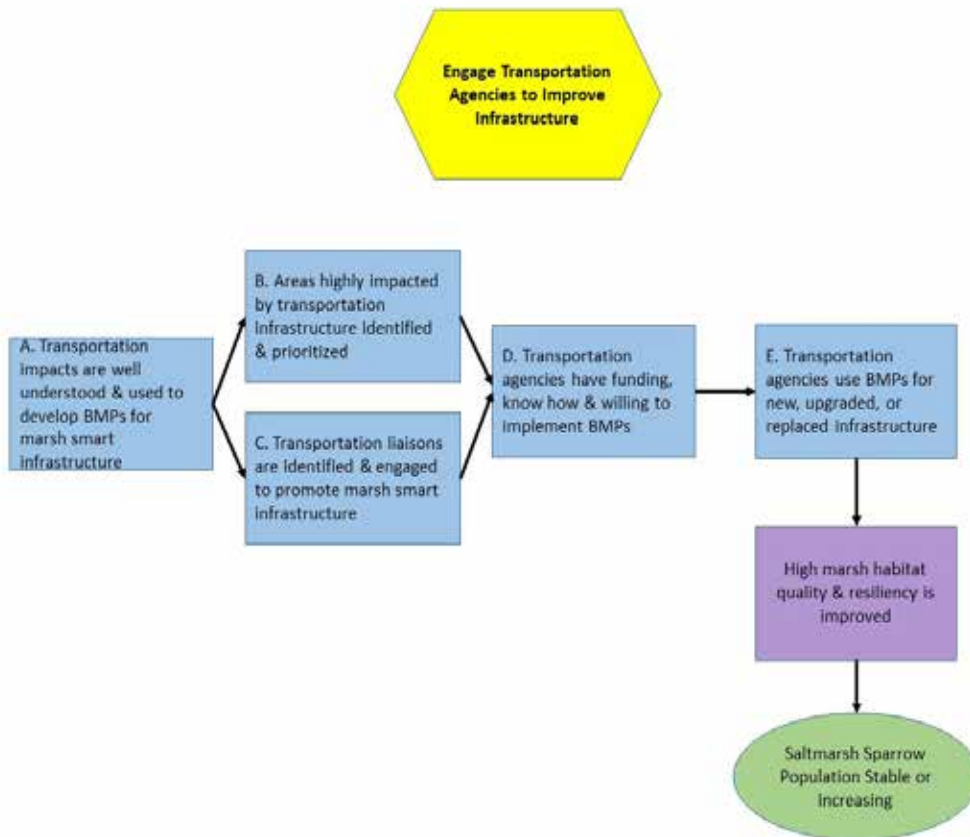 Engage Transportation
Agencies to Improve
Infrastructure
A. Transportation
impacts are well
understood & used to
develop BMPs for
marsh smart
infrastructure
B. Areas highly impacted
by transportation
infrastructure identified
& prioritized
C. Transportation liaisons
are identified & engaged
to promote marsh smart
infrastructure
D. Transportation
agencies have funding,
know how & willing to
implement BMPs
E. Transportation
agencies use BMPs for
new, upgraded, or
replaced infrastructure
High marsh habitat
quality & resiliency is
improved
Saltmarsh Sparrow
Population Stable or
Increasing